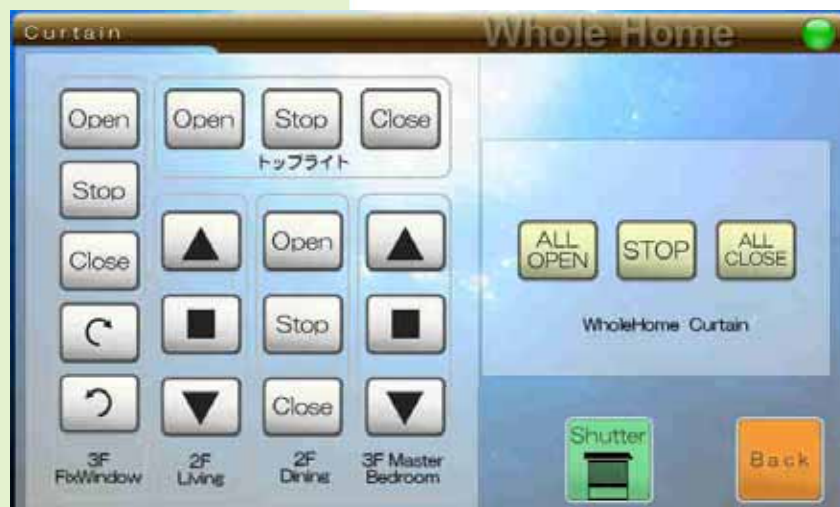 Curtain
Whole Home
Open
Stop
Close
3F
FixWindow
Open
Stop
Close
トップライト
2F
Living
Open
Stop
Close
2F
Dining
3F Master
Bedroom
ALL
OPEN
STOP
ALL
CLOSE
WholeHome Curtain
Shutter
Back